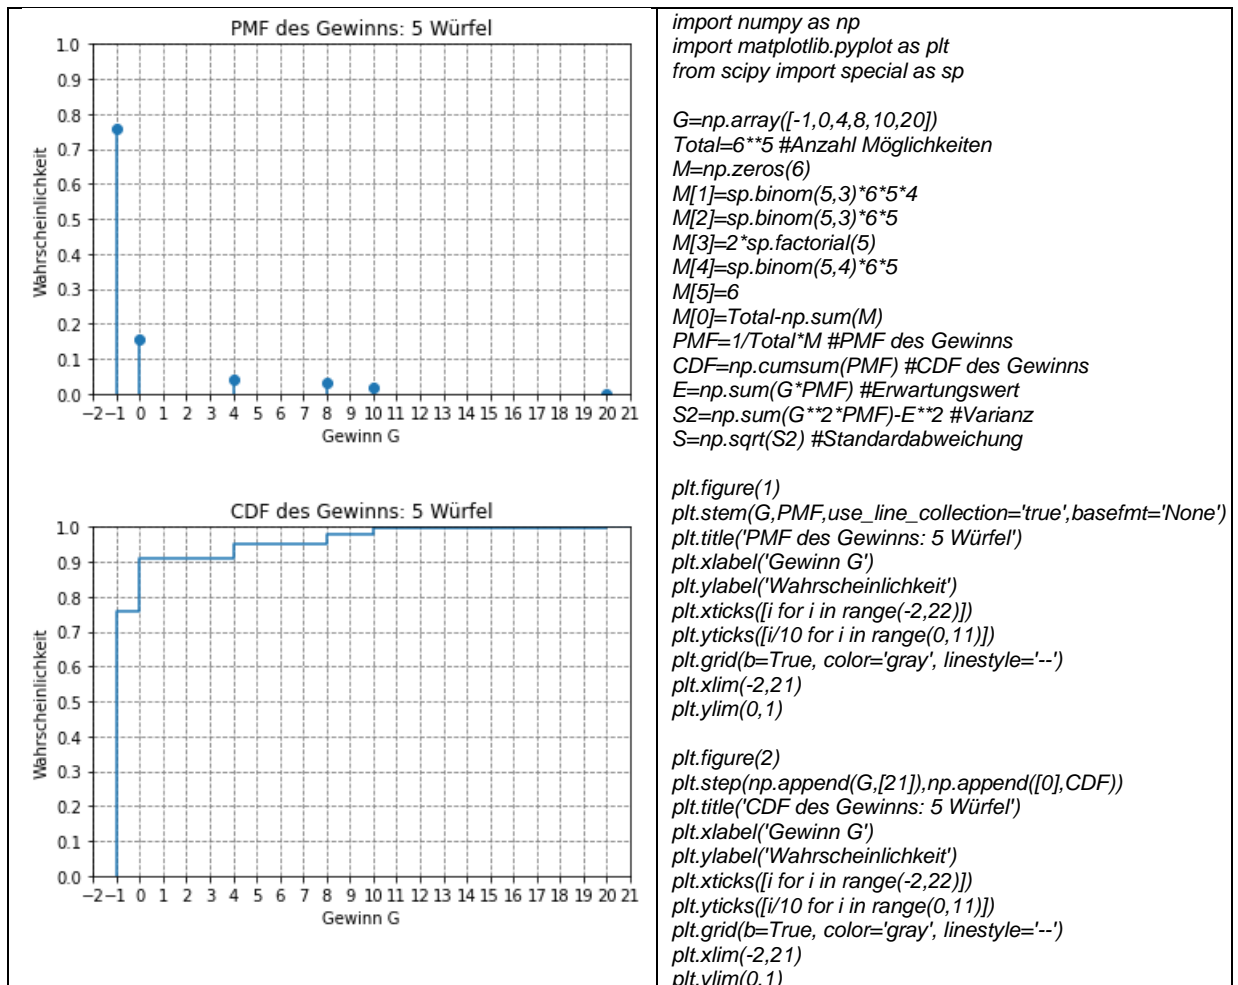 PMF des Gewinns: 5 Würfel
1.0
0.9
0.8
0.7
0.6
0.5
0.4
0.3
0.2
0.1
0.0
Wahrscheinlichkeit
−2 −1 0 1 2 3 4 5 6 7 8 9 10 11 12 13 14 15 16 17 18 19 20 21
Gewinn G
CDF des Gewinns: 5 Würfel
1.0
0.9
0.8
0.7
0.6
0.5
0.4
0.3
0.2
0.1
0.0
Wahrscheinlichkeit
−2 −1 0 1 2 3 4 5 6 7 8 9 10 11 12 13 14 15 16 17 18 19 20 21
Gewinn G
import numpy as np
import matplotlib.pyplot as plt
from scipy import special as sp
G=np.array([-1,0,4,8,10,20])
Total=6**5 #Anzahl Möglichkeiten
M=np.zeros(6)
M[1]=sp.binom(5,3)*6*5*4
M[2]=sp.binom(5,3)*6*5
M[3]=2*sp.factorial(5)
M[4]=sp.binom(5,4)*6*5
M[5]=6
M[0]=Total-np.sum(M)
PMF=1/Total*M #PMF des Gewinns
CDF=np.cumsum(PMF) #CDF des Gewinns
E=np.sum(G*PMF) #Erwartungswert
S2=np.sum(G**2*PMF)-E**2 #Varianz
S=np.sqrt(S2) #Standardabweichung
plt.figure(1)
plt.stem(G,PMF,use_line_collection='true',basefmt='None')
plt.title('PMF des Gewinns: 5 Würfel')
plt.xlabel('Gewinn G')
plt.ylabel('Wahrscheinlichkeit')
plt.xticks([i for i in range(-2,22)])
plt.yticks([i/10 for i in range(0,11)])
plt.grid(b=True, color='gray', linestyle='--')
plt.xlim(-2,21)
plt.ylim(0,1)
plt.figure(2)
plt.step(np.append(G,[21]),np.append([0],CDF))
plt.title('CDF des Gewinns: 5 Würfel')
plt.xlabel('Gewinn G')
plt.ylabel('Wahrscheinlichkeit')
plt.xticks([i for i in range(-2,22)])
plt.yticks([i/10 for i in range(0,11)])
plt.grid(b=True, color='gray', linestyle='--')
plt.xlim(-2,21)
plt.ylim(0,1)